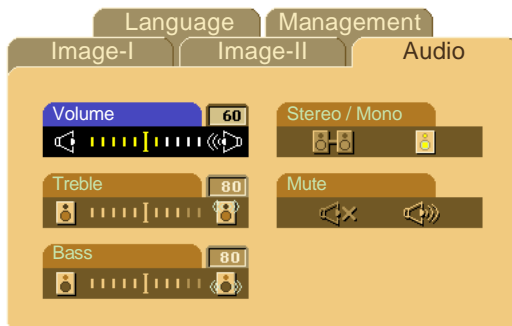 Language Management
Image-I Image-II Audio
Volume 60 Stereo / Mono
Treble 80 Mute
Bass 80